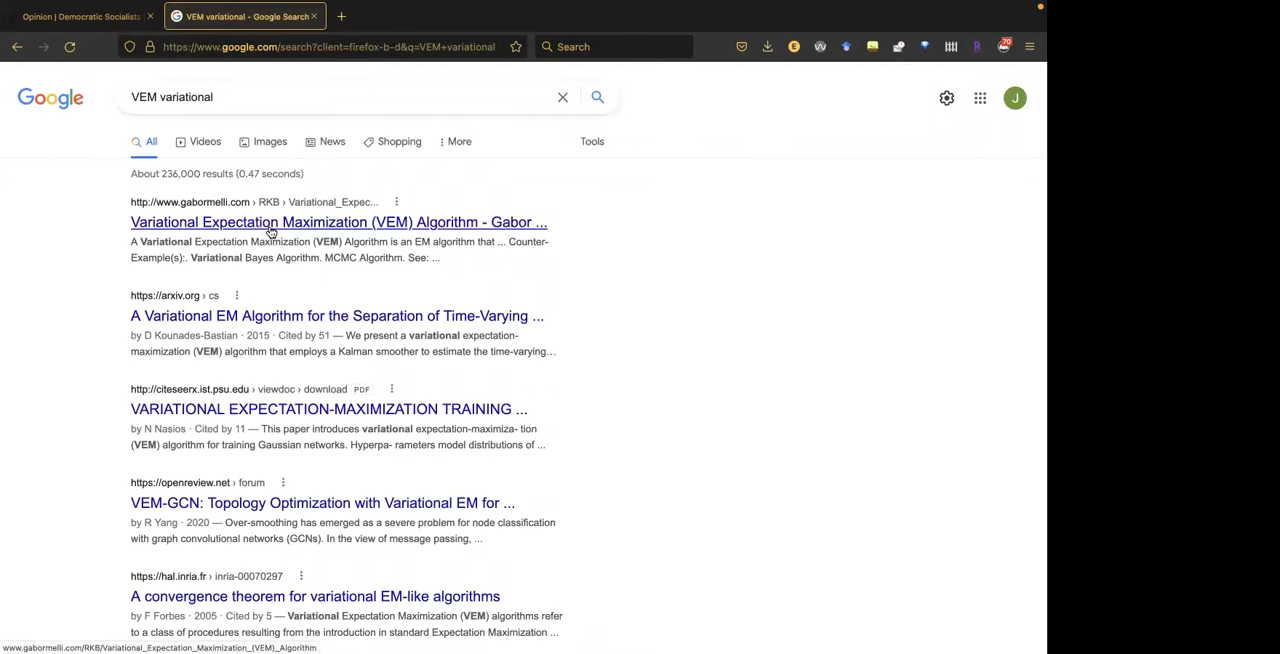 Opinion | Democratic Socialists
VEM variational - Google Search
https://www.google.com/search?client=firefox-b-d&q=VEM+variational
Search
70
Google
VEM variational
J
All
Videos
Images
News
Shopping
More
Tools
About 236,000 results (0.47 seconds)
http://www.gabormelli.com › RKB › Variational_Expec...
Variational Expectation Maximization (VEM) Algorithm - Gabor ...
A Variational Expectation Maximization (VEM) Algorithm is an EM algorithm that ... Counter-
Example(s):. Variational Bayes Algorithm. MCMC Algorithm. See: ...
https://arxiv.org › cs
A Variational EM Algorithm for the Separation of Time-Varying ...
by D Kounades-Bastian · 2015 · Cited by 51 — We present a variational expectation-
maximization (VEM) algorithm that employs a Kalman smoother to estimate the time-varying...
http://citeseerx.ist.psu.edu › viewdoc › download PDF
VARIATIONAL EXPECTATION-MAXIMIZATION TRAINING ...
by N Nasios · Cited by 11 — This paper introduces variational expectation-maximiza- tion
(VEM) algorithm for training Gaussian networks. Hyperpa- rameters model distributions of ...
https://openreview.net › forum
VEM-GCN: Topology Optimization with Variational EM for ...
by R Yang · 2020 — Over-smoothing has emerged as a severe problem for node classification
with graph convolutional networks (GCNs). In the view of message passing, ...
https://hal.inria.fr › inria-00070297
A convergence theorem for variational EM-like algorithms
by F Forbes · 2005 · Cited by 5 — Variational Expectation Maximization (VEM) algorithms refer
to a class of procedures resulting from the introduction in standard Expectation Maximization ...
www.gabormelli.com/RKB/Variational_Expectation_Maximization_(VEM)_Algorithm